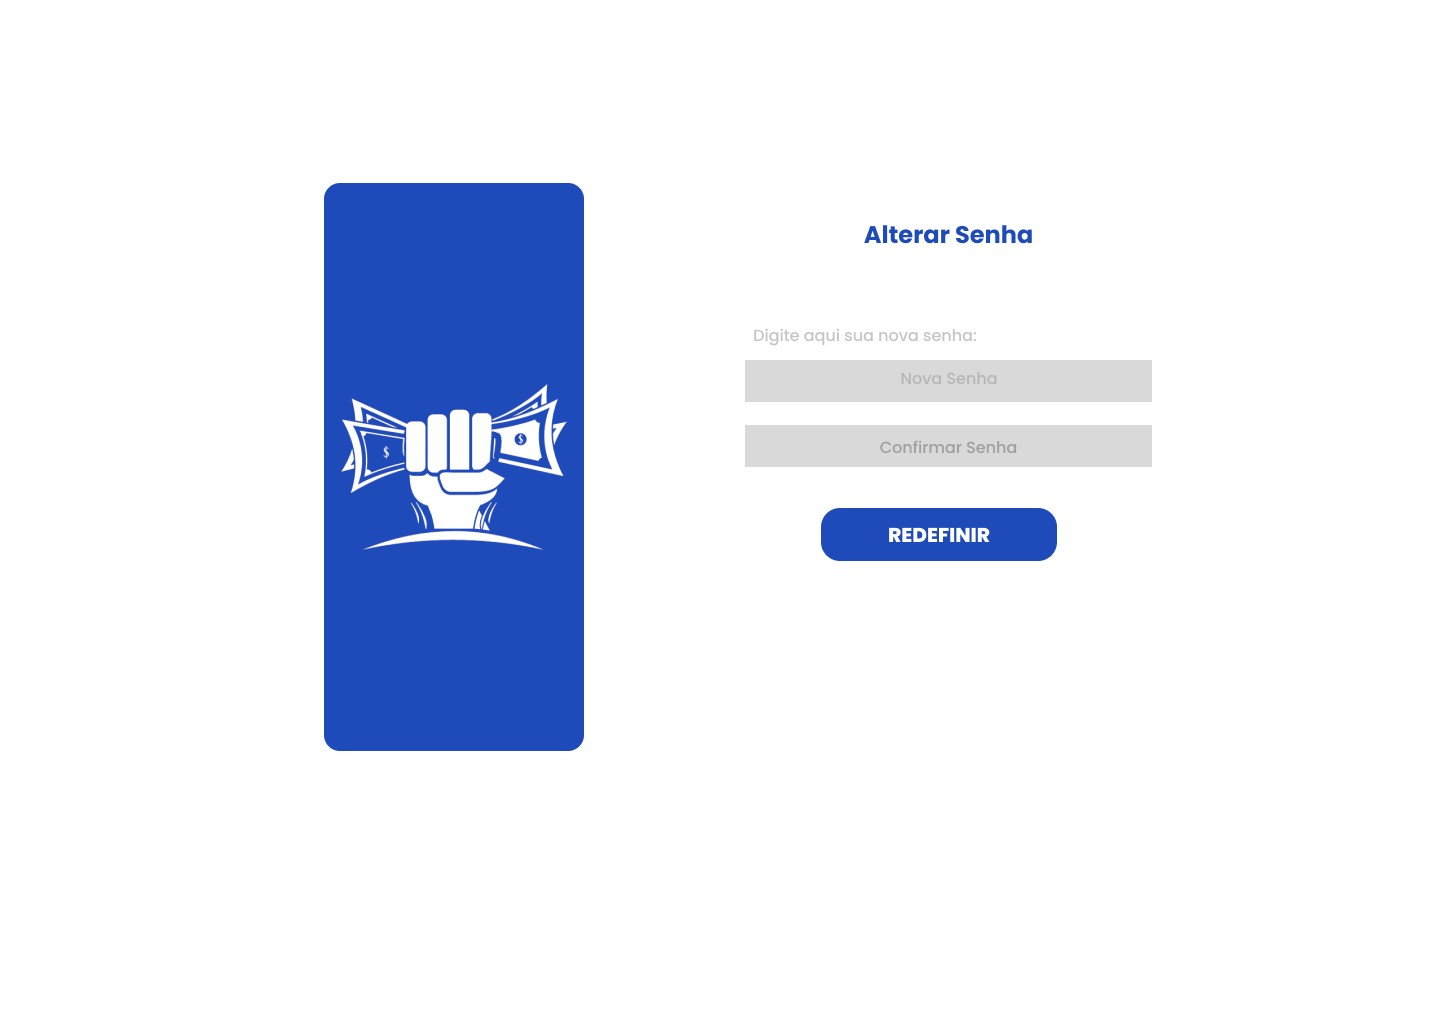 Alterar Senha
Digite aqui sua nova senha:
Nova Senha
Confirmar Senha
REDEFINIR
$
$